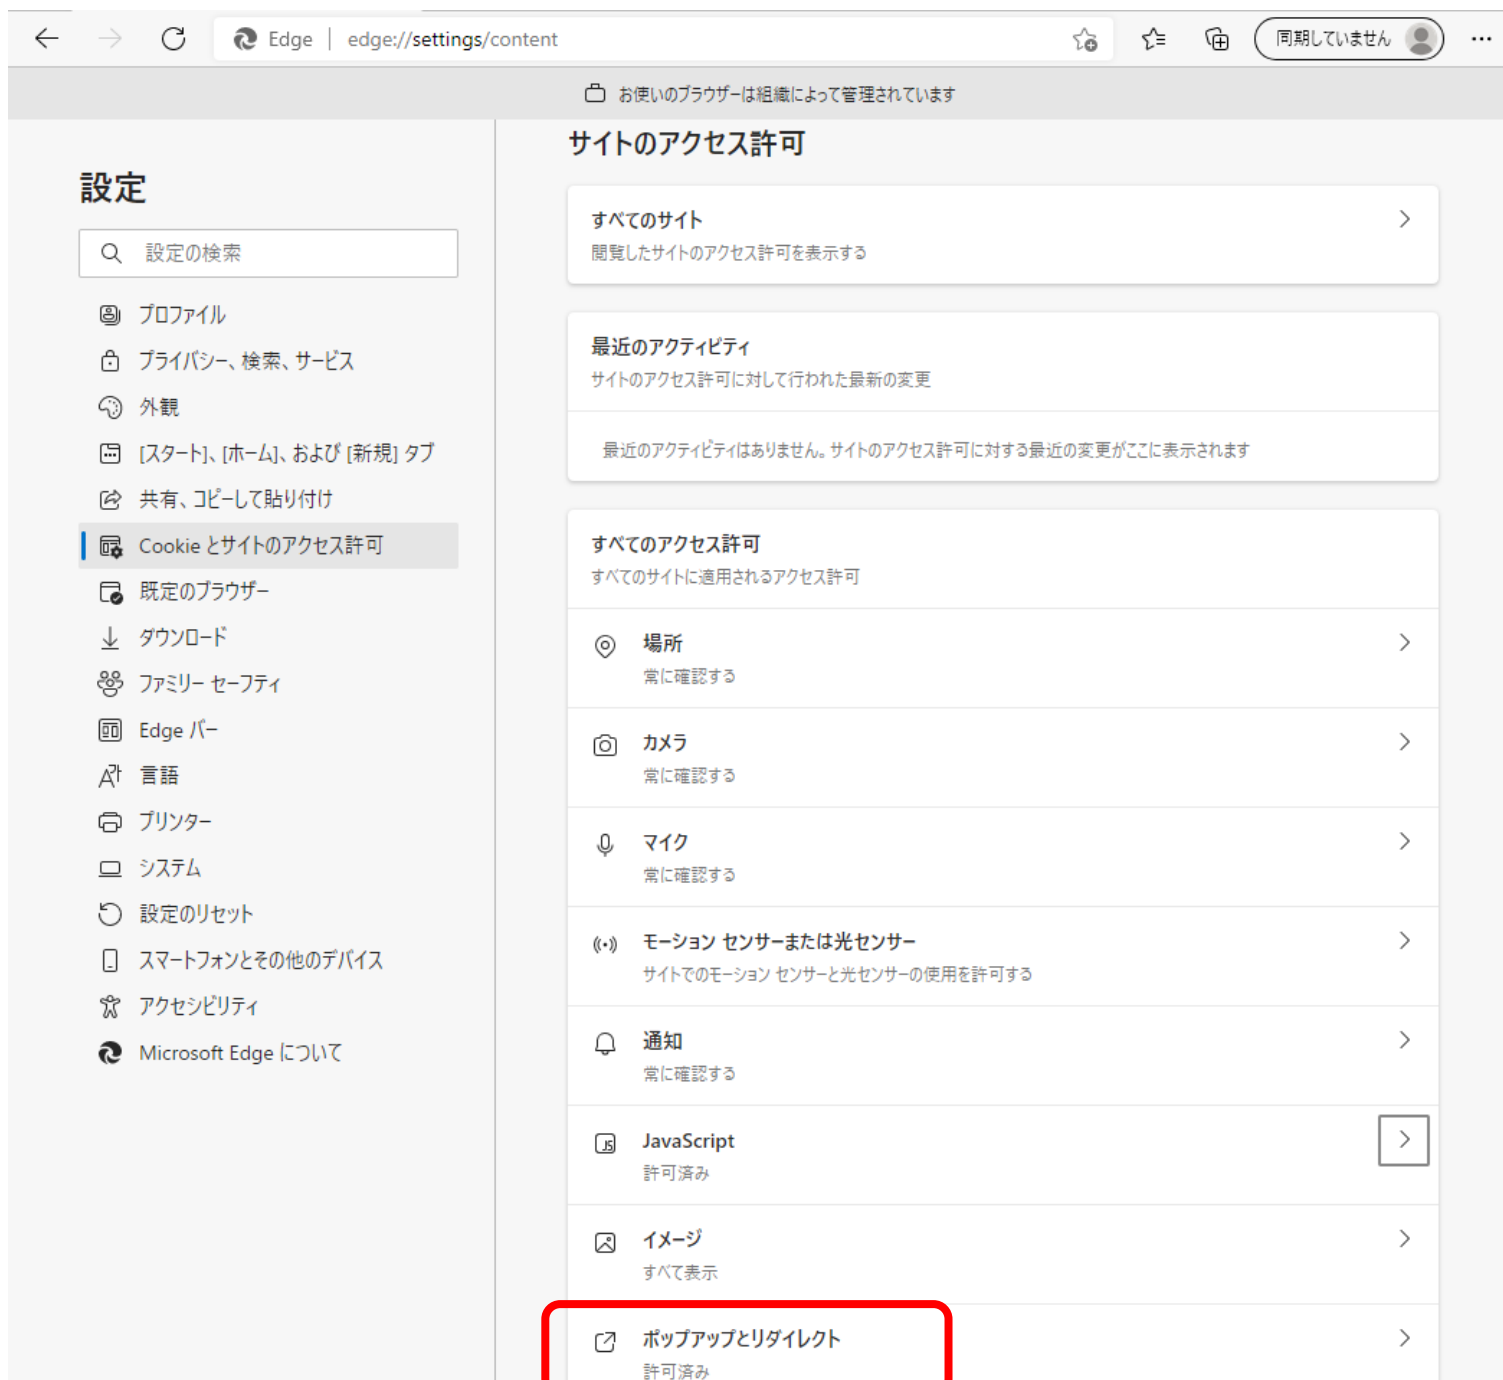 Edge | edge://settings/content
同期していません
お使いのブラウザーは組織によって管理されています
設定
設定の検索
プロファイル
プライバシー、検索、サービス
外観
[スタート]、[ホーム]、および [新規] タブ
共有、コピーして貼り付け
Cookie とサイトのアクセス許可
既定のブラウザー
ダウンロード
ファミリー セーフティ
Edge バー
言語
プリンター
システム
設定のリセット
スマートフォンとその他のデバイス
アクセシビリティ
Microsoft Edge について
サイトのアクセス許可
すべてのサイト
閲覧したサイトのアクセス許可を表示する
最近のアクティビティ
サイトのアクセス許可に対して行われた最新の変更
最近のアクティビティはありません。サイトのアクセス許可に対する最近の変更がここに表示されます
すべてのアクセス許可
すべてのサイトに適用されるアクセス許可
場所
常に確認する
カメラ
常に確認する
マイク
常に確認する
モーション センサーまたは光センサー
サイトでのモーション センサーと光センサーの使用を許可する
通知
常に確認する
JavaScript
許可済み
イメージ
すべて表示
ポップアップとリダイレクト
許可済み